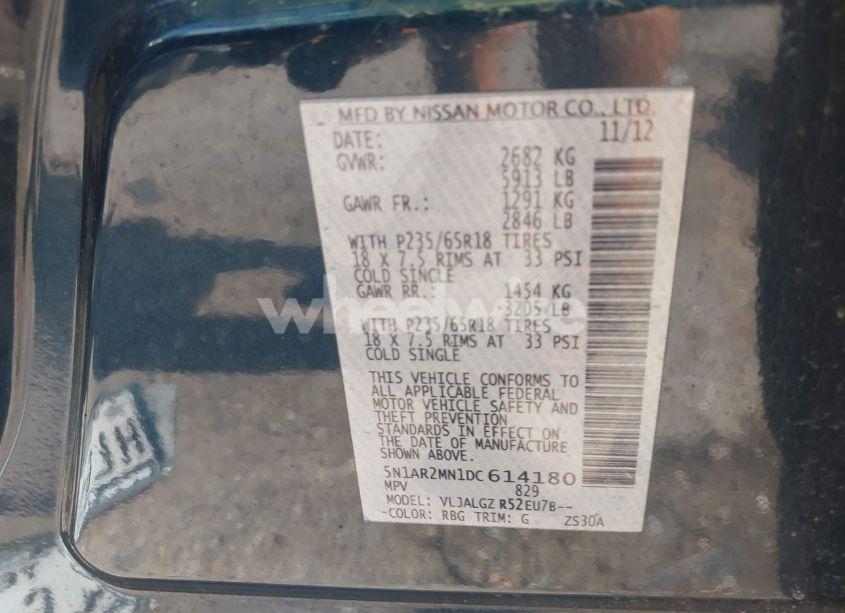 MFD BY NISSAN MOTOR CO., LTD.
DATE: 11/12
GVWR: 2682 KG
5913 LB
GAWR FR.: 1291 KG
2846 LB
WITH P235/65R18 TIRES
18 X 7.5 RIMS AT 33 PSI
COLD SINGLE
GAWR RR.: 1454 KG
3205 LB
WITH P235/65R18 TIRES
18 X 7.5 RIMS AT 33 PSI
COLD SINGLE
wheelwise
THIS VEHICLE CONFORMS TO
ALL APPLICABLE FEDERAL
MOTOR VEHICLE SAFETY AND
THEFT PREVENTION
STANDARDS IN EFFECT ON
THE DATE OF MANUFACTURE
SHOWN ABOVE.
5N1AR2MN1DC614180
MPV 829
MODEL: VLJALGZ R52EU7B--
-COLOR: RBG TRIM: G ZS30A